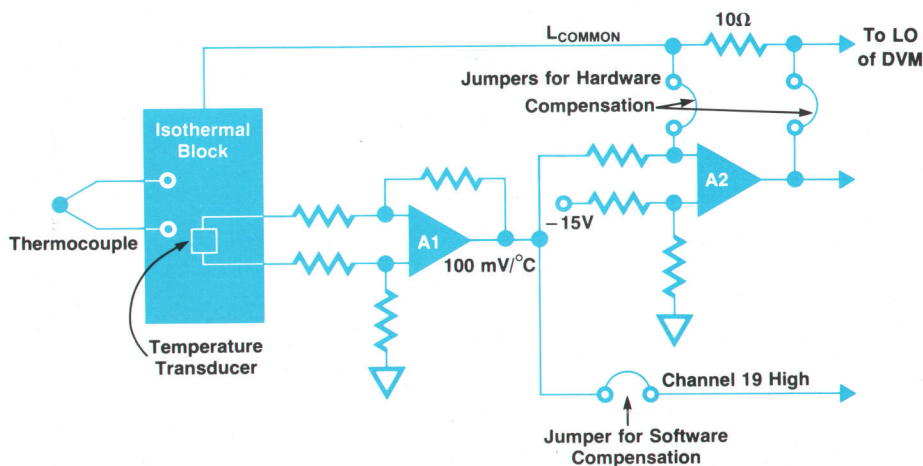 10Ω
To LO
of DVM
LCOMMON
Jumpers for Hardware
Compensation
Isothermal
Block
A2
Thermocouple
A1
−15V
100 mV/°C
Temperature
Transducer
Channel 19 High
Jumper for Software
Compensation